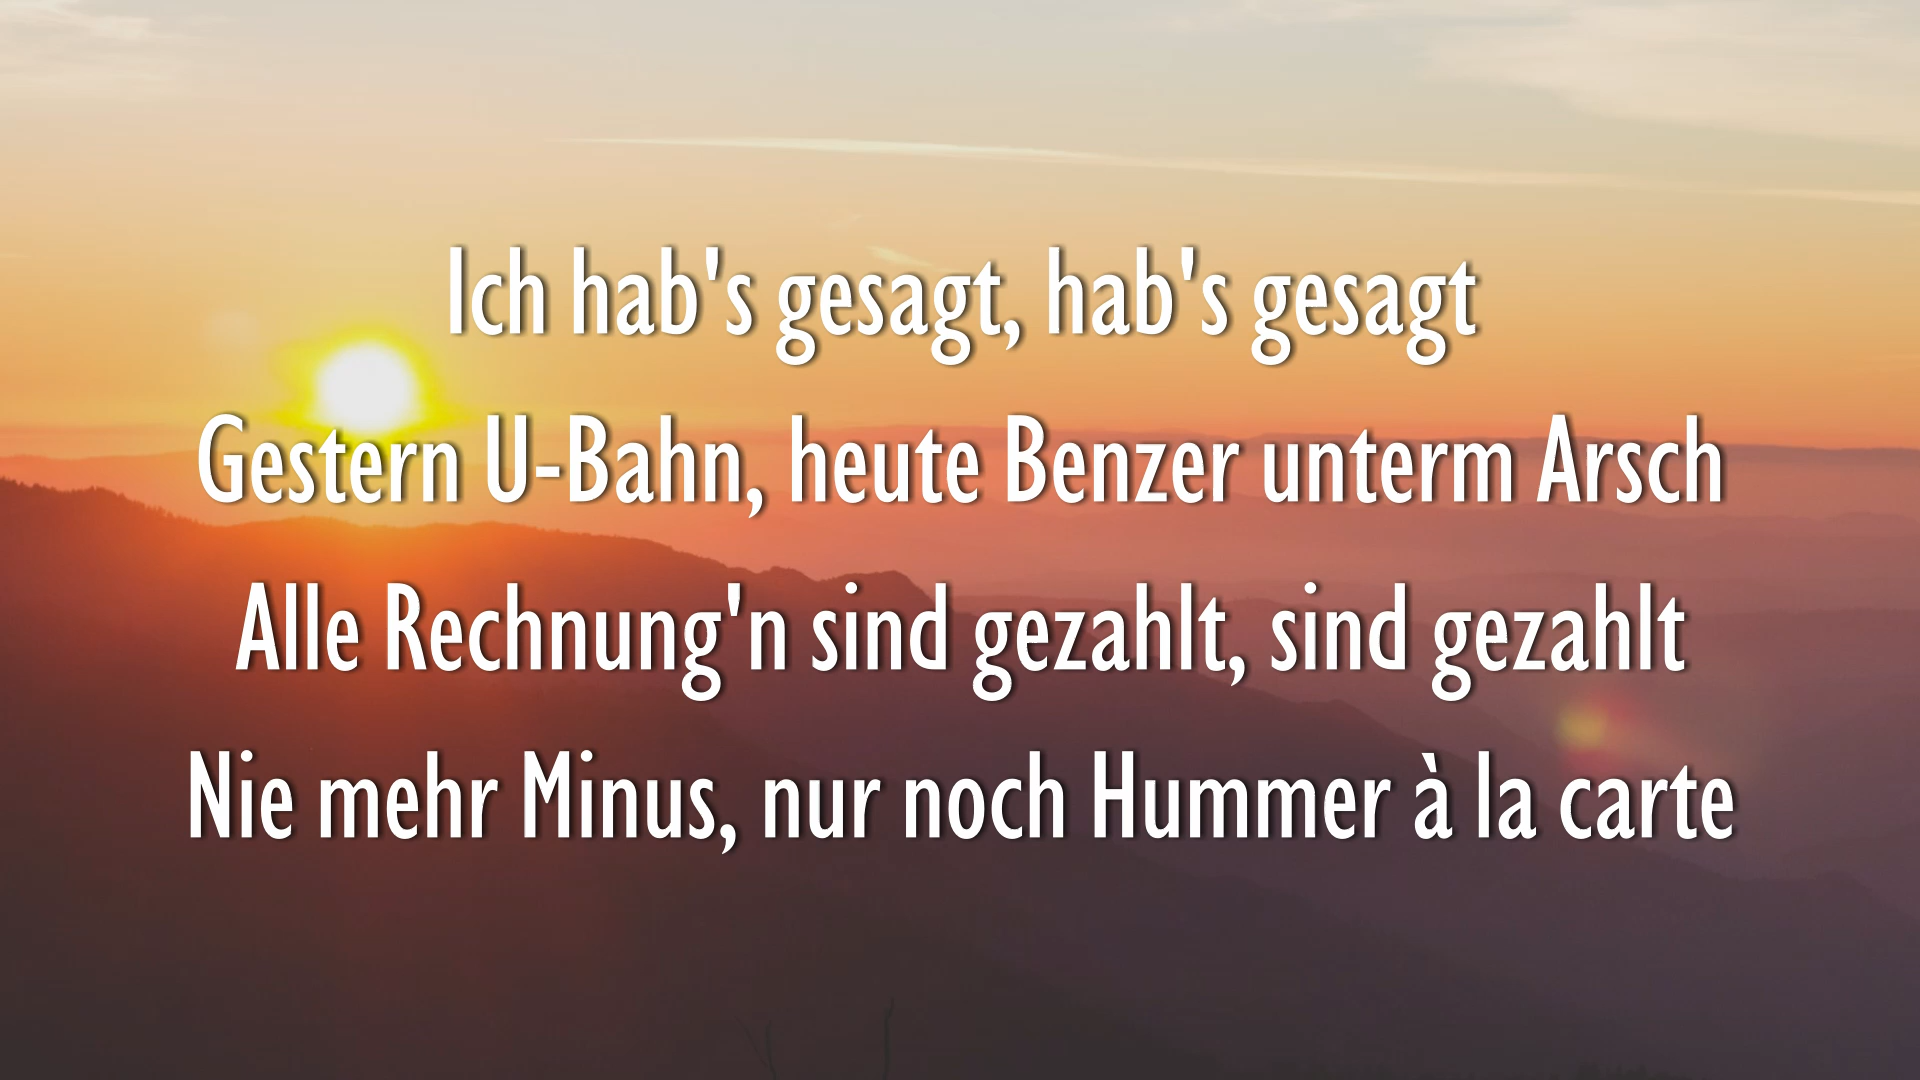 Ich hab's gesagt, hab's gesagt
Gestern U-Bahn, heute Benzer unterm Arsch
Alle Rechnung'n sind gezahlt, sind gezahlt
Nie mehr Minus, nur noch Hummer à la carte